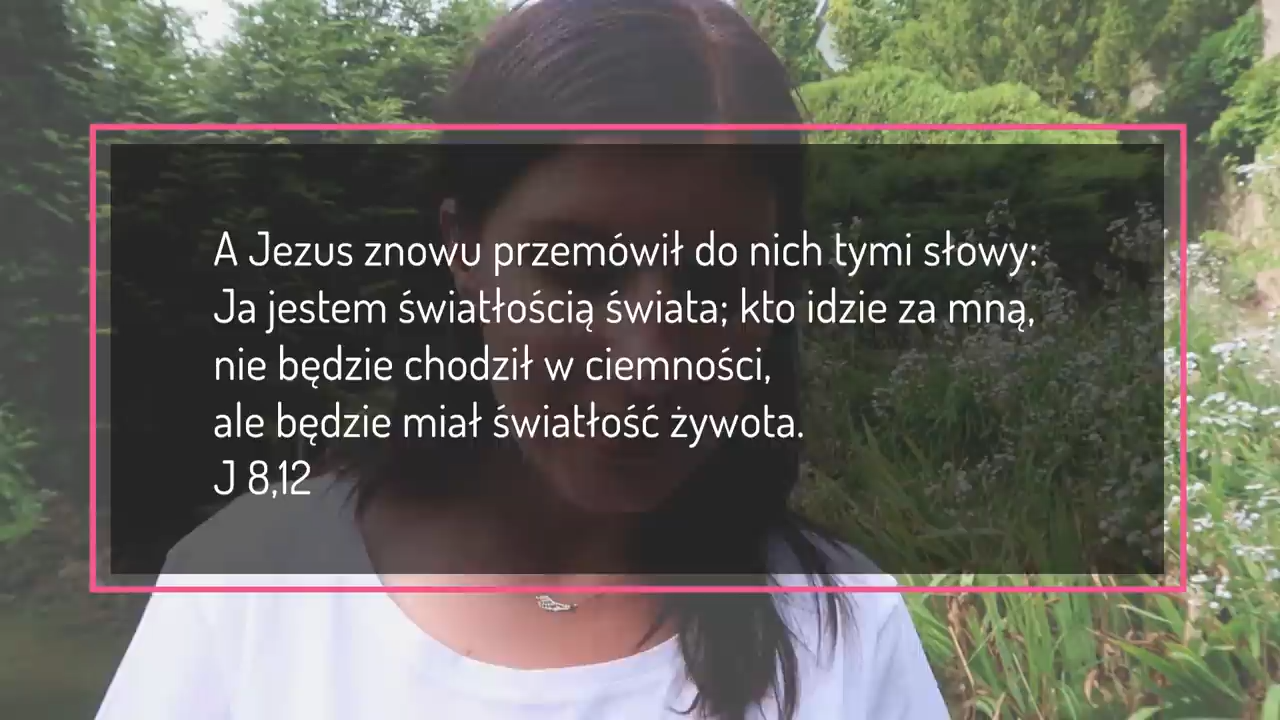 A Jezus znowu przemówił do nich tymi słowy:
Ja jestem światłością świata; kto idzie za mną,
nie będzie chodził w ciemności,
ale będzie miał światłość żywota.
J 8,12